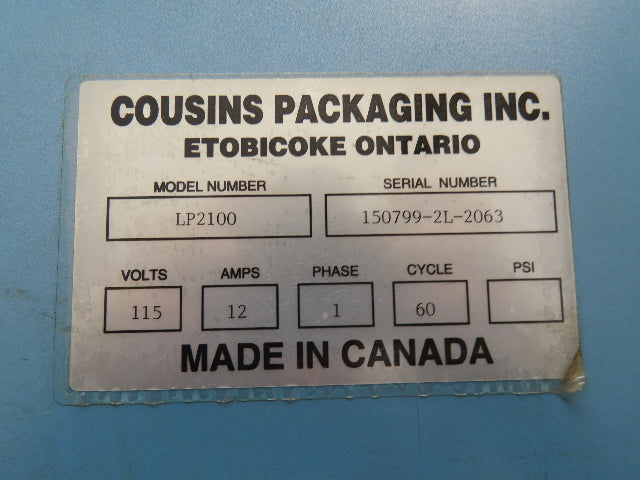 COUSINS PACKAGING INC.
ETOBICOKE ONTARIO
MODEL NUMBER SERIAL NUMBER
LP2100 150799-2L-2063
VOLTS AMPS PHASE CYCLE PSI
115 12 1 60
MADE IN CANADA